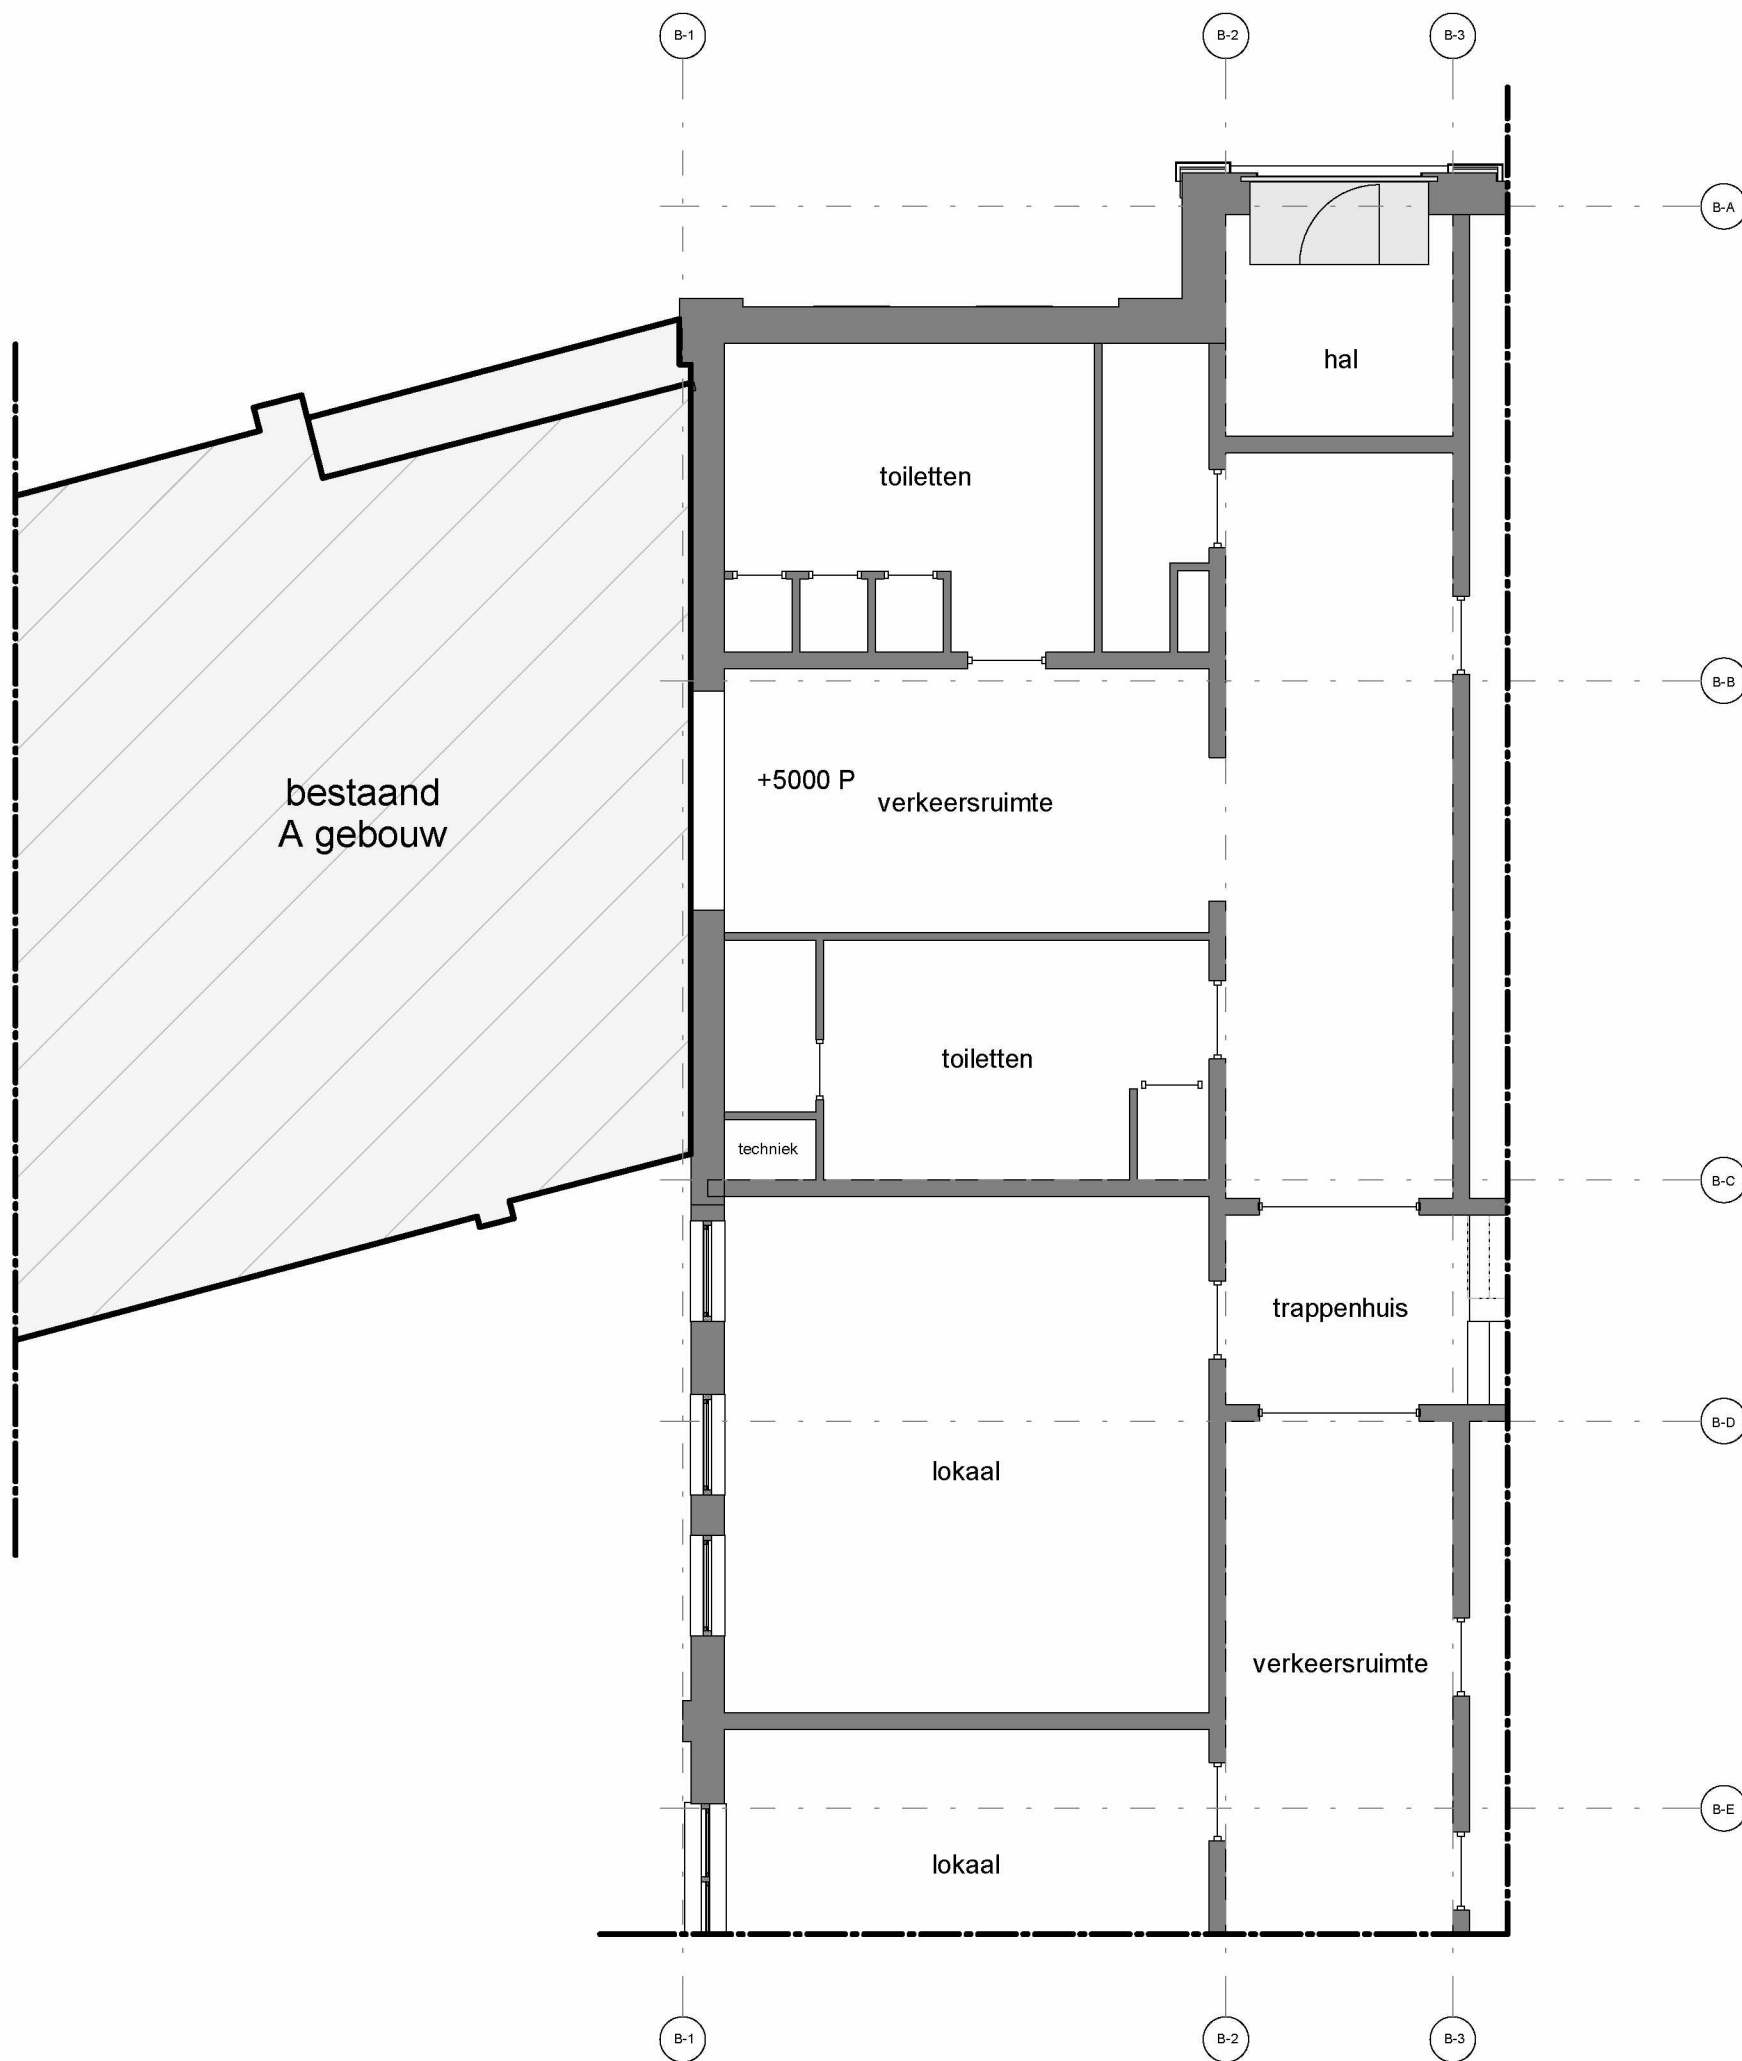 B-1
B-2
B-3
B-A
hal
toiletten
B-B
+5000 P
verkeersruimte
bestaand
A gebouw
toiletten
techniek
B-C
trappenhuis
B-D
lokaal
verkeersruimte
B-E
lokaal
B-1
B-2
B-3